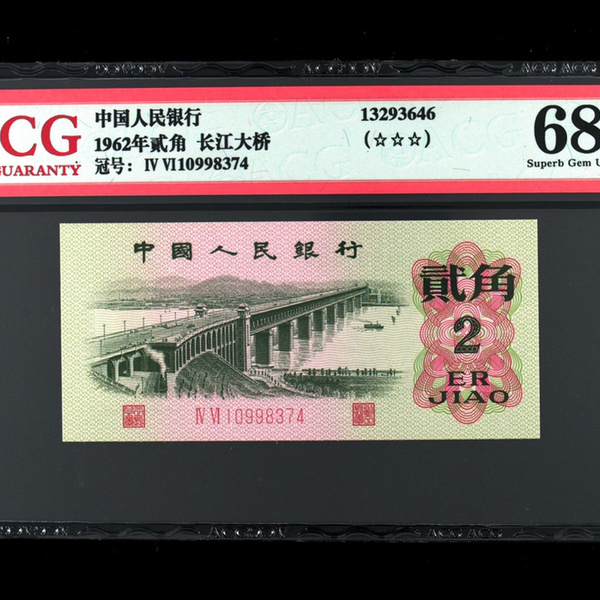 CG
GUARANTY
中国人民银行
1962年贰角 长江大桥
冠号: Ⅳ Ⅵ10998374
13293646
(☆☆☆)
68
Superb Gem U
中國人民銀行
貳角
2
ER
JIAO
Ⅳ Ⅵ 10998374